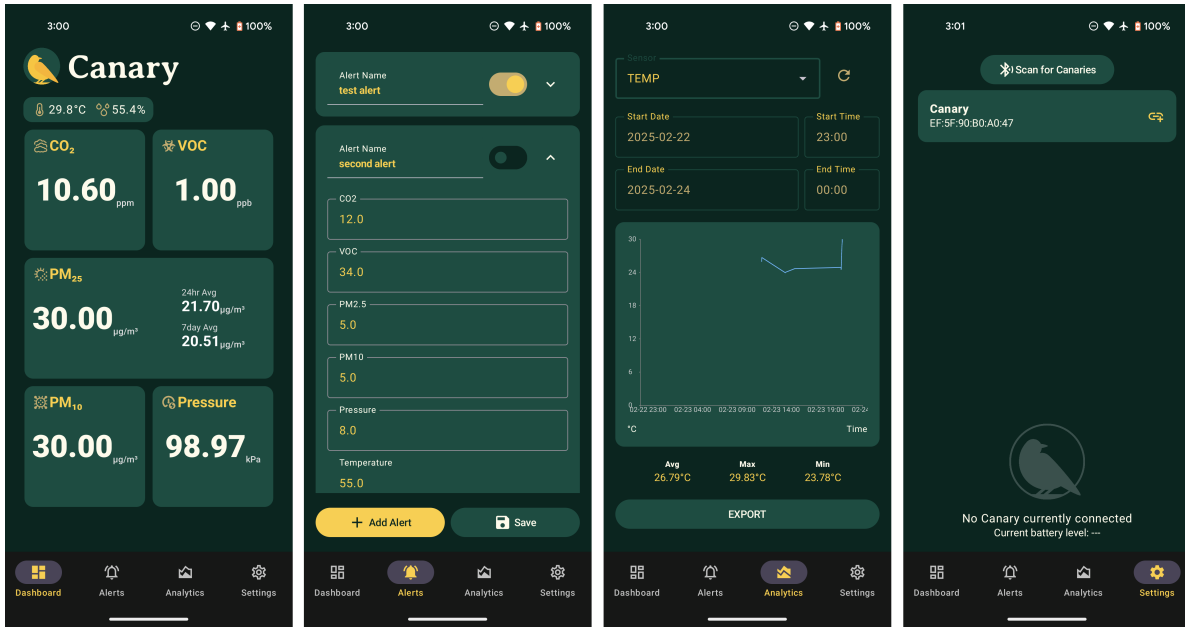 3:00
100%
Canary
29.8°C 55.4%
CO2
10.60 ppm
VOC
1.00 ppb
PM25
30.00 µg/m³
24hr Avg
21.70 µg/m³
7day Avg
20.51 µg/m³
PM10
30.00 µg/m³
Pressure
98.97 kPa
Dashboard
Alerts
Analytics
Settings
3:00
100%
Alert Name
test alert
Alert Name
second alert
CO2
12.0
VOC
34.0
PM2.5
5.0
PM10
5.0
Pressure
8.0
Temperature
55.0
Add Alert
Save
Dashboard
Alerts
Analytics
Settings
3:00
100%
Sensor
TEMP
Start Date
2025-02-22
Start Time
23:00
End Date
2025-02-24
End Time
00:00
30
24
18
12
6
0
02-22 23:00 02-23 04:00 02-23 09:00 02-23 14:00 02-23 19:00 02-24
°C
Time
Avg
26.79°C
Max
29.83°C
Min
23.78°C
EXPORT
Dashboard
Alerts
Analytics
Settings
3:01
100%
Scan for Canaries
Canary
EF:5F:90:B0:A0:47
No Canary currently connected
Current battery level: ---
Dashboard
Alerts
Analytics
Settings